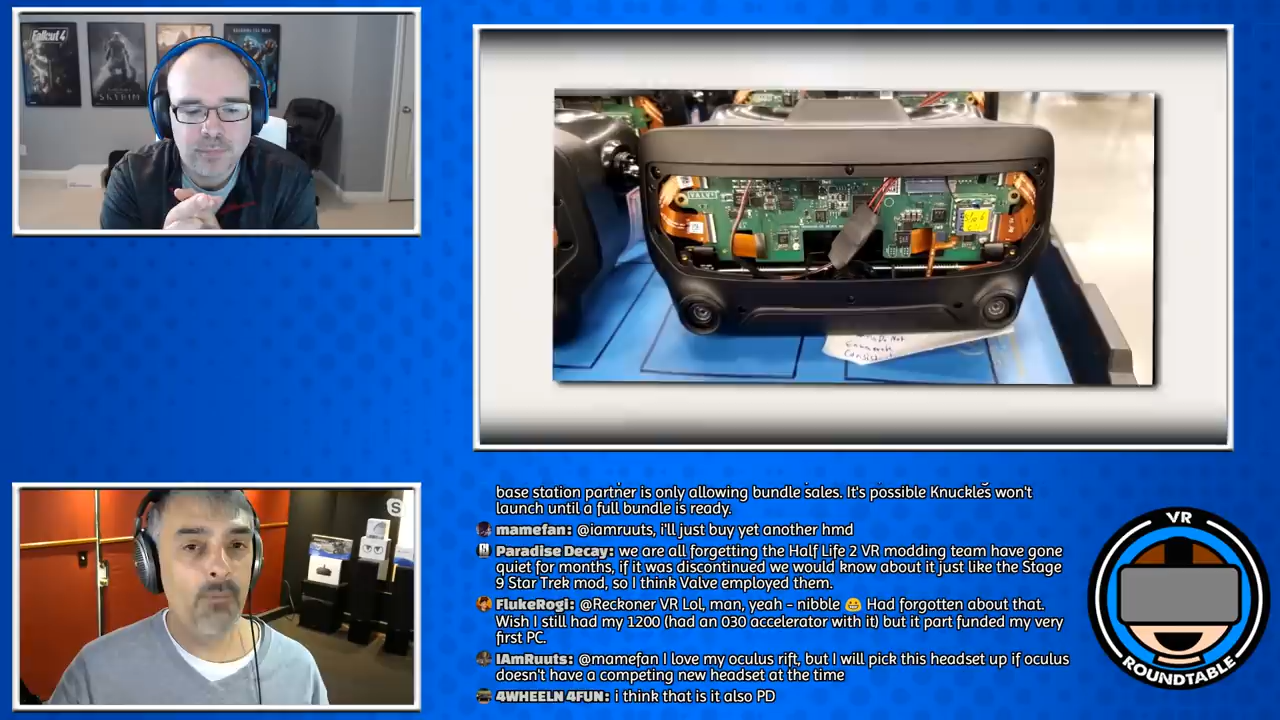 Fallout 4
SKYRIM
base station partner is only allowing bundle sales. It's possible Knuckles won't
launch until a full bundle is ready.
mamefan: @iamruuts, i'll just buy yet another hmd
Paradise Decay: we are all forgetting the Half Life 2 VR modding team have gone
quiet for months, if it was discontinued we would know about it just like the Stage
9 Star Trek mod, so I think Valve employed them.
FlukeRogi: @Reckoner VR Lol, man, yeah - nibble 😄 Had forgotten about that.
Wish I still had my 1200 (had an 030 accelerator with it) but it part funded my very
first PC.
IAmRuuts: @mamefan I love my oculus rift, but I will pick this headset up if oculus
doesn't have a competing new headset at the time
4WHEELN 4FUN: i think that is it also PD
VR
ROUNDTABLE